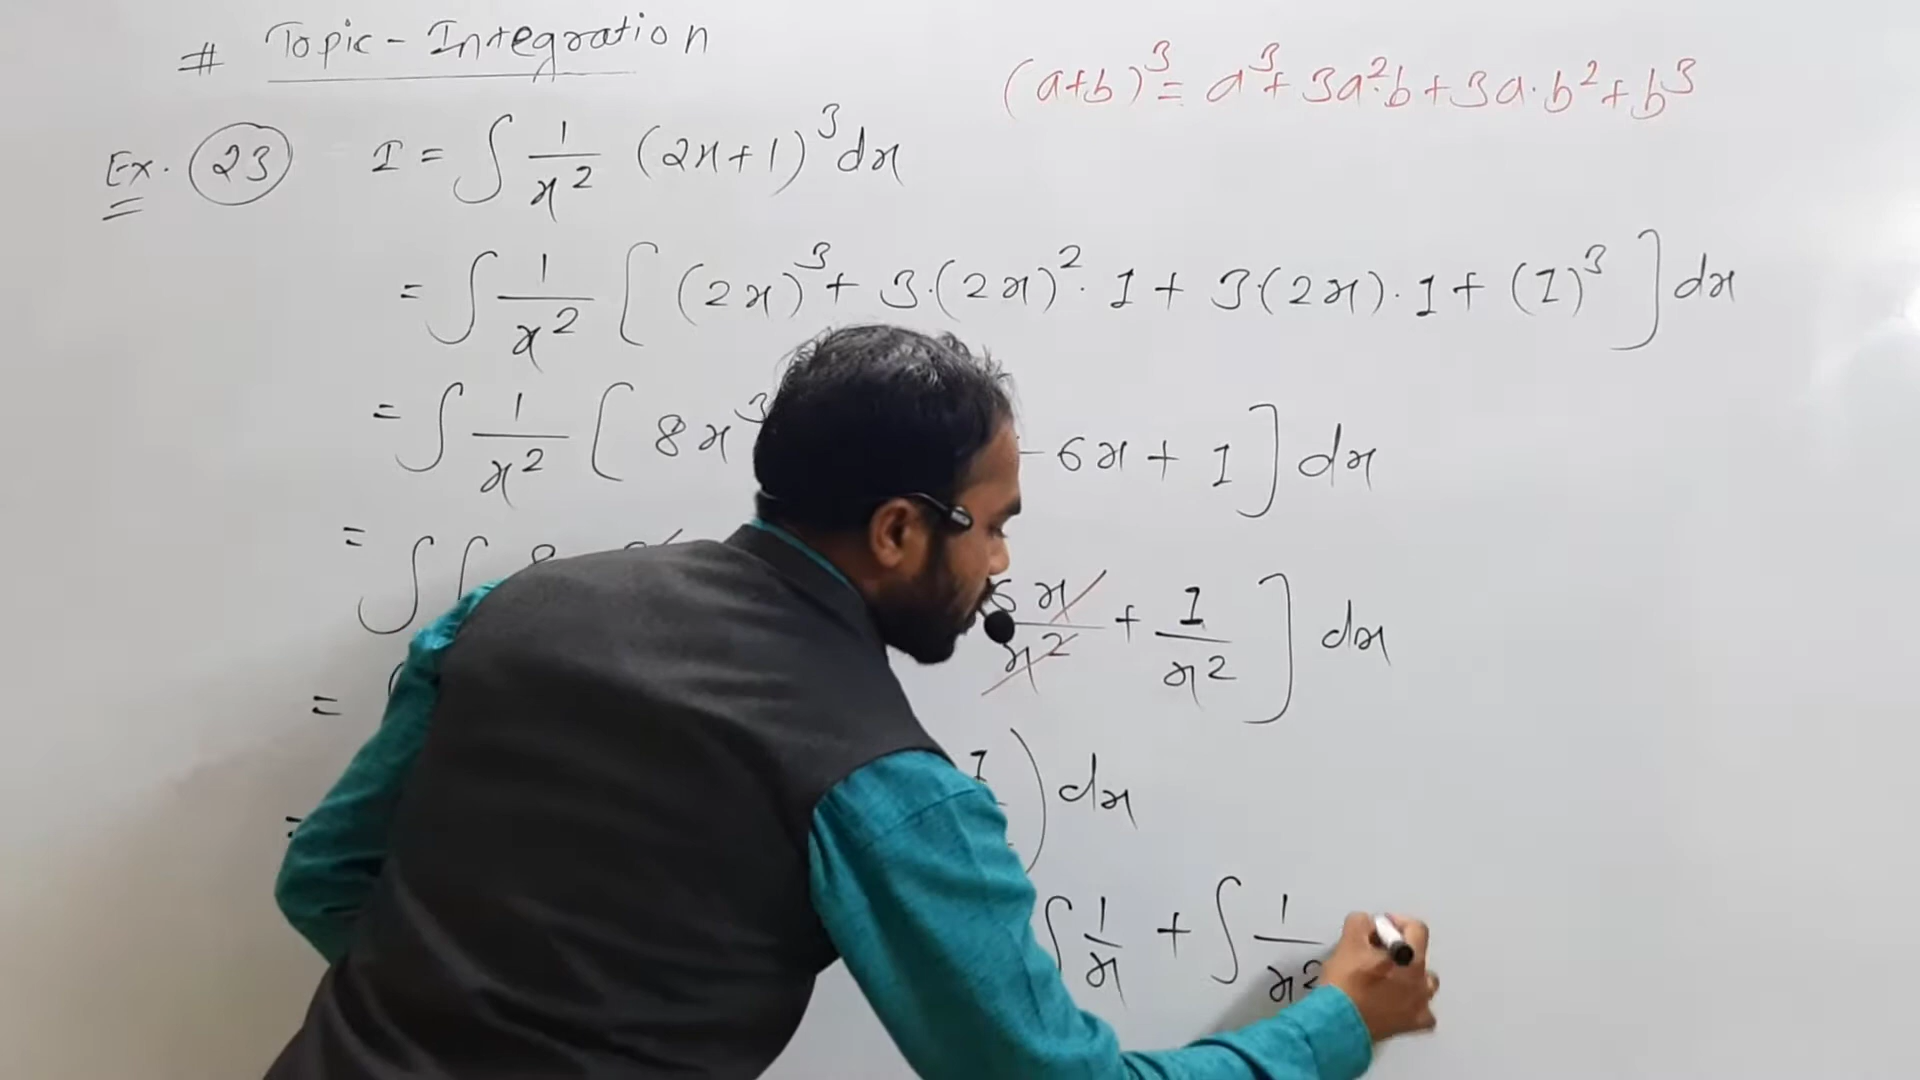 # Topic - Integration
(a+b)³ = a³ + 3a²·b + 3a·b² + b³
Ex. 23 I = ∫ 1/x² (2x+1)³ dx
= ∫ 1/x² [ (2x)³ + 3·(2x)²·1 + 3·(2x)·1 + (1)³ ] dx
= ∫ 1/x² [ 8x³ 6x + 1 ] dx
= ∫ [ 8 6x/x² + 1/x² ] dx
=
= ) dx
∫ 1/x + ∫ 1/x²